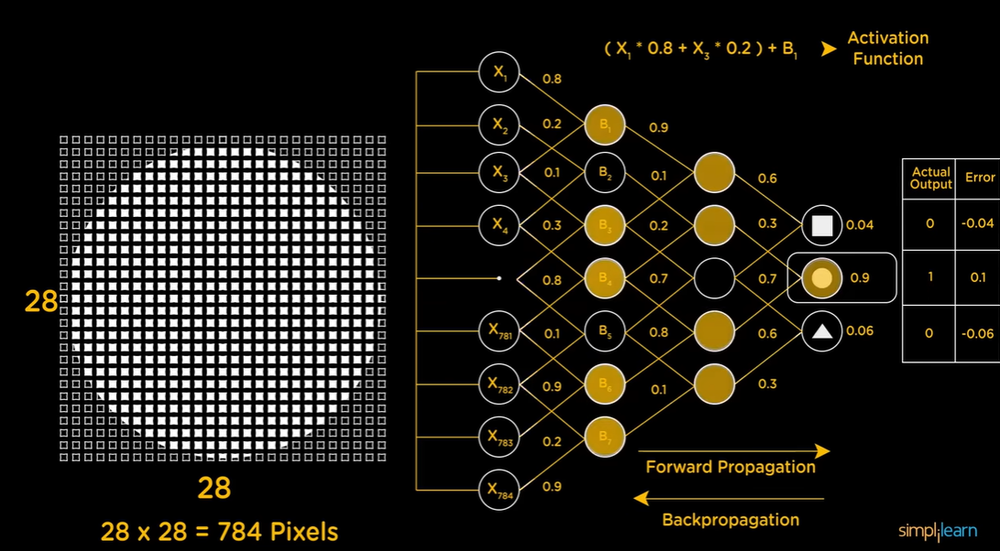 ( X₁ * 0.8 + X₃ * 0.2 ) + B₁
Activation
Function
28
28
28 x 28 = 784 Pixels
X₁
X₂
X₃
X₄
X₇₈₁
X₇₈₂
X₇₈₃
X₇₈₄
0.8
0.2
0.1
0.3
0.8
0.1
0.9
0.2
0.9
B₁
B₂
B₃
B₄
B₅
B₆
B₇
0.9
0.1
0.2
0.7
0.8
0.1
0.6
0.3
0.7
0.6
0.3
0.04
0.9
0.06
Actual Output Error
0 -0.04
1 0.1
0 -0.06
Forward Propagation
Backpropagation
simplilearn